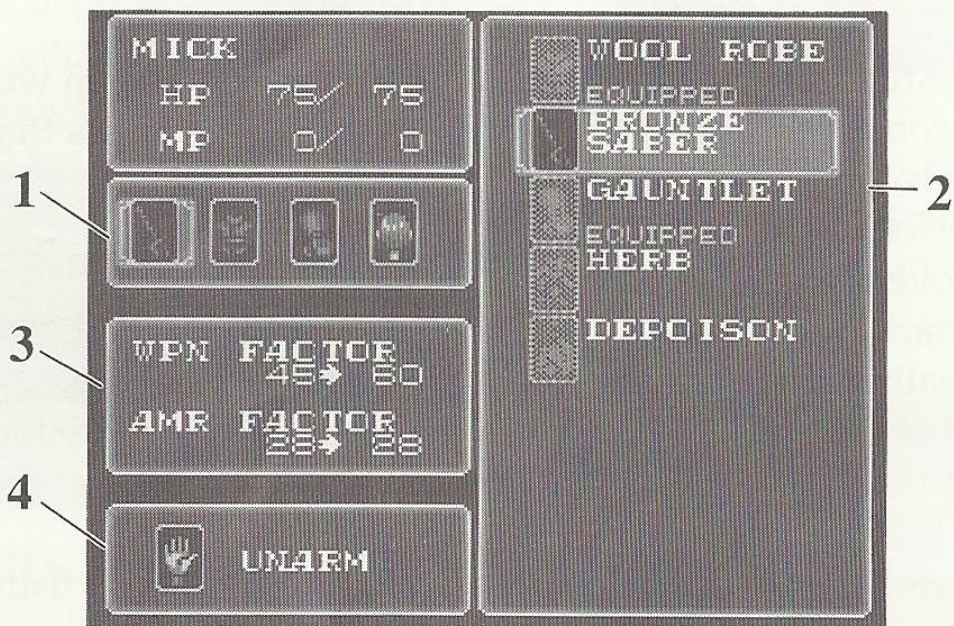 MICK
HP 75/ 75
MP 0/ 0
1
3
WPN FACTOR
45→ 80
AMR FACTOR
28→ 28
4
UNARM
WOOL ROBE
EQUIPPED
BRONZE
SABER
2
GAUNTLET
EQUIPPED
HERB
DEPOISON